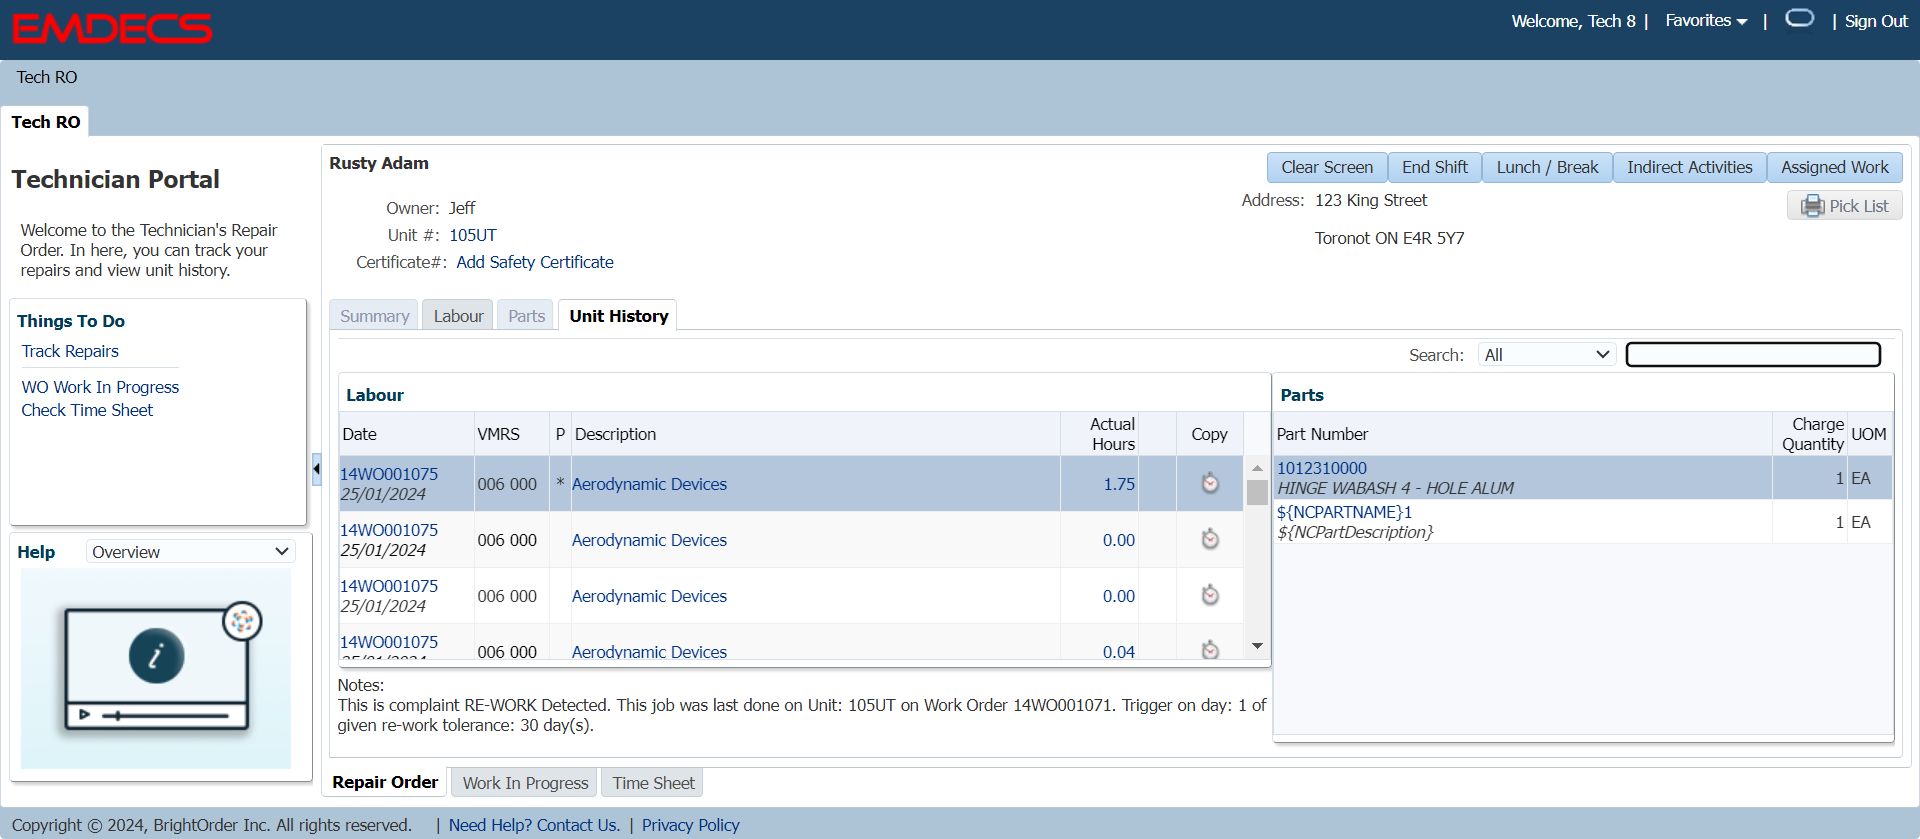 EMDECS
Welcome, Tech 8 | Favorites | | Sign Out
Tech RO
Tech RO
Technician Portal
Welcome to the Technician's Repair
Order. In here, you can track your
repairs and view unit history.
Things To Do
Track Repairs
WO Work In Progress
Check Time Sheet
Help Overview
i
Rusty Adam
Clear Screen End Shift Lunch / Break Indirect Activities Assigned Work
Owner: Jeff
Unit #: 105UT
Certificate#: Add Safety Certificate
Address: 123 King Street
Toronot ON E4R 5Y7
Pick List
Summary Labour Parts Unit History
Search: All
Labour
Date VMRS P Description Actual Hours Copy
14WO001075
25/01/2024 006 000 * Aerodynamic Devices 1.75
14WO001075
25/01/2024 006 000 Aerodynamic Devices 0.00
14WO001075
25/01/2024 006 000 Aerodynamic Devices 0.00
14WO001075
25/01/2024 006 000 Aerodynamic Devices 0.04
Parts
Part Number Charge Quantity UOM
1012310000
HINGE WABASH 4 - HOLE ALUM 1 EA
${NCPARTNAME}1
${NCPartDescription} 1 EA
Notes:
This is complaint RE-WORK Detected. This job was last done on Unit: 105UT on Work Order 14WO001071. Trigger on day: 1 of
given re-work tolerance: 30 day(s).
Repair Order Work In Progress Time Sheet
Copyright © 2024, BrightOrder Inc. All rights reserved. | Need Help? Contact Us. | Privacy Policy